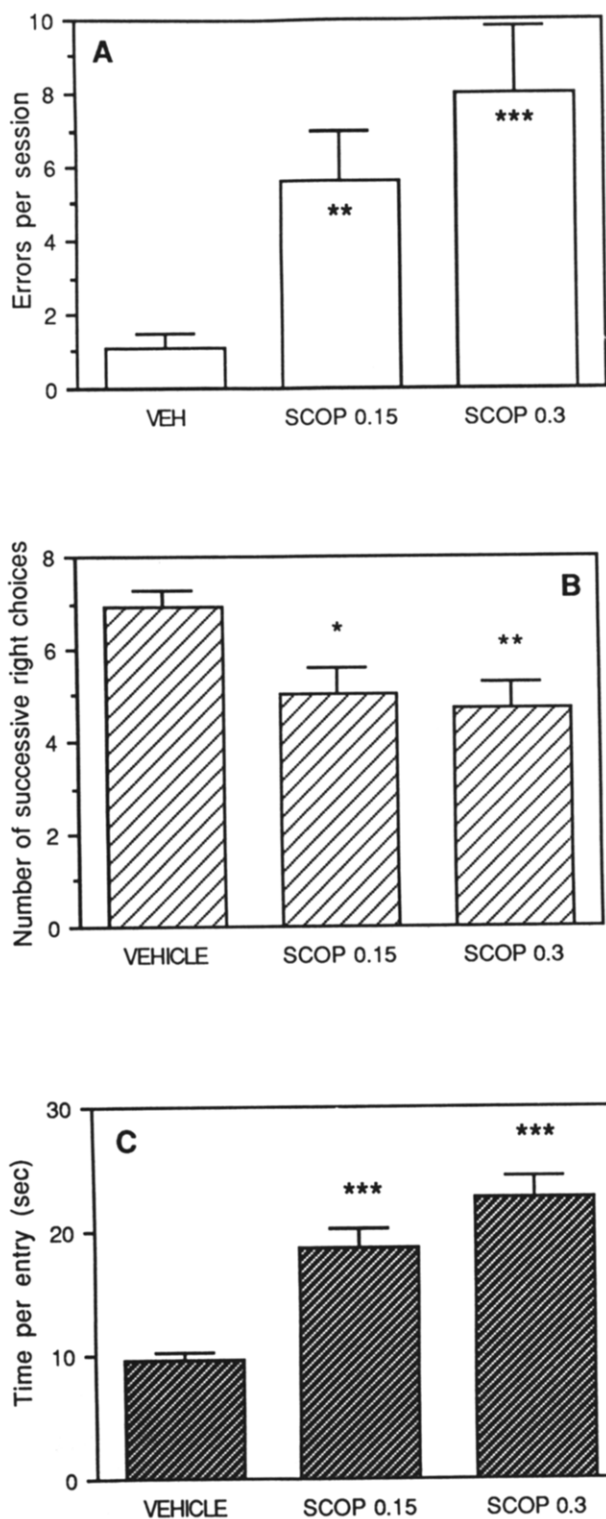 A
Errors per session
10
8
6
4
2
0
**
***
VEH SCOP 0.15 SCOP 0.3
B
Number of successive right choices
8
6
4
2
0
*
**
VEHICLE SCOP 0.15 SCOP 0.3
C
Time per entry (sec)
30
20
10
0
***
***
VEHICLE SCOP 0.15 SCOP 0.3